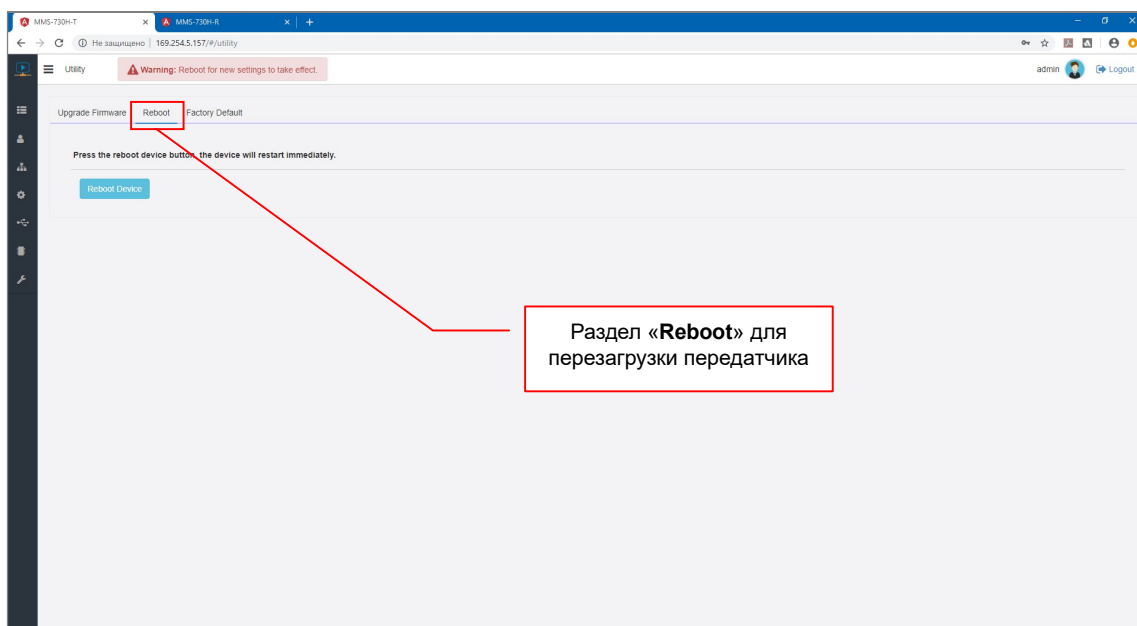 MMS-730H-T
MMS-730H-R
Не защищено | 169.254.5.157/#/utility
Utility
Warning: Reboot for new settings to take effect.
admin
Logout
Upgrade Firmware
Reboot
Factory Default
Press the reboot device button, the device will restart immediately.
Reboot Device
Раздел «Reboot» для
перезагрузки передатчика